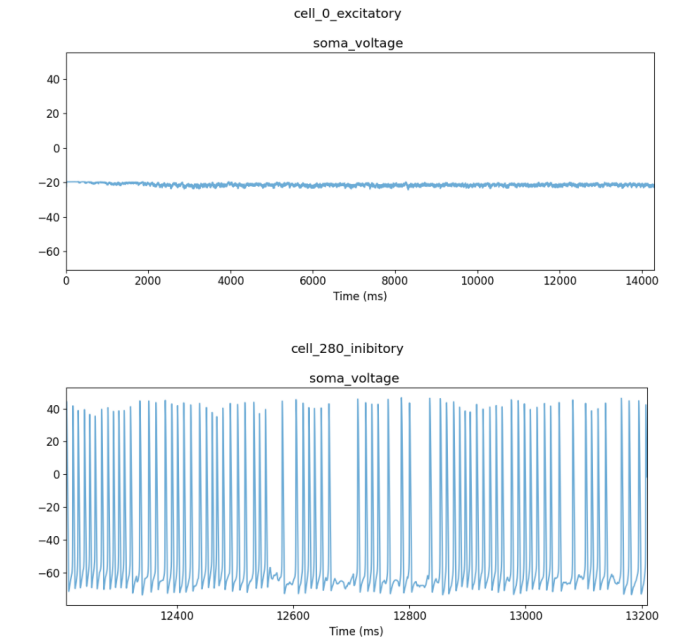 cell_0_excitatory
soma_voltage
40
20
0
−20
−40
−60
0 2000 4000 6000 8000 10000 12000 14000
Time (ms)
cell_280_inibitory
soma_voltage
40
20
0
−20
−40
−60
12400 12600 12800 13000 13200
Time (ms)